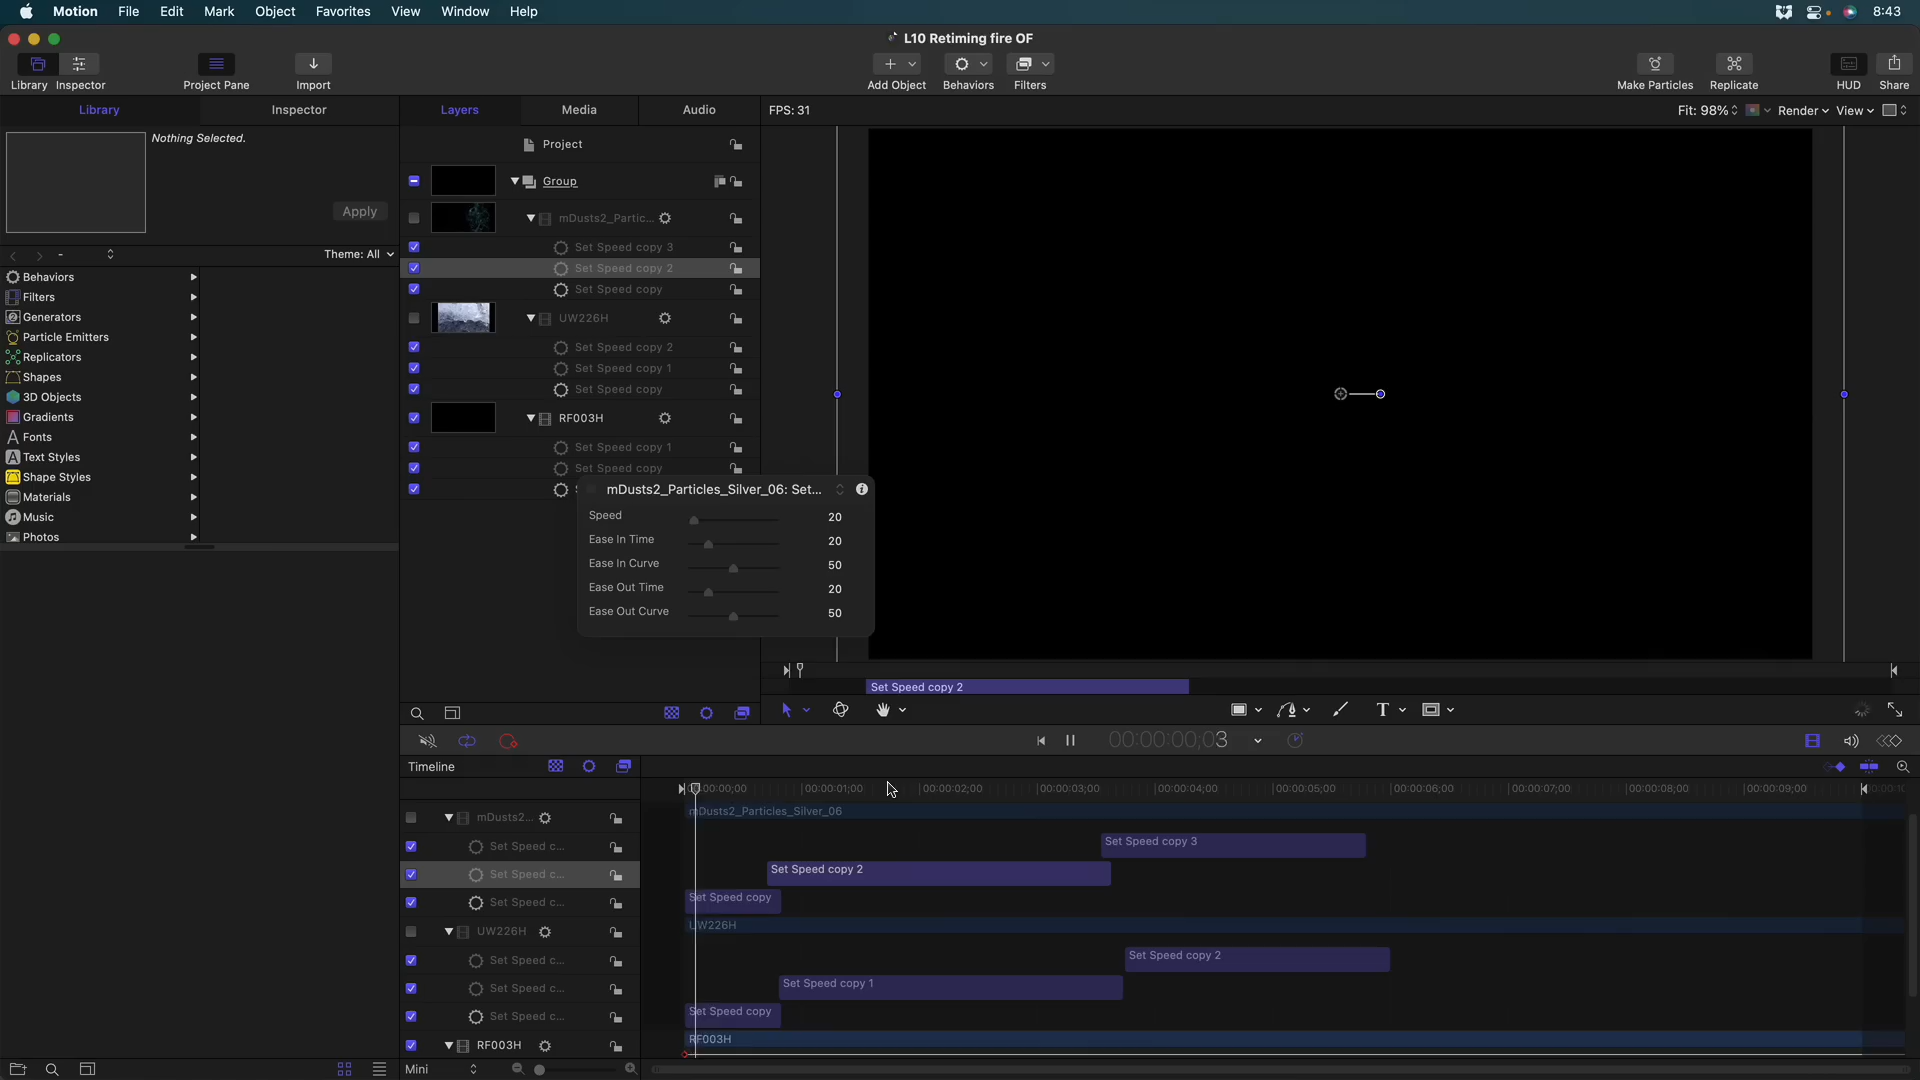 Motion File Edit Mark Object Favorites View Window Help 8:43
L10 Retiming fire OF
Library Inspector Project Pane Import Add Object Behaviors Filters Make Particles Replicate HUD Share
Library Inspector Layers Media Audio FPS: 31 Fit: 98% Render View
Nothing Selected.
Apply
- Theme: All
Behaviors
Filters
Generators
Particle Emitters
Replicators
Shapes
3D Objects
Gradients
Fonts
Text Styles
Shape Styles
Materials
Music
Photos
Project
Group
mDusts2_Partic...
Set Speed copy 3
Set Speed copy 2
Set Speed copy
UW226H
Set Speed copy 2
Set Speed copy 1
Set Speed copy
RF003H
Set Speed copy 1
Set Speed copy
mDusts2_Particles_Silver_06: Set...
Speed 20
Ease In Time 20
Ease In Curve 50
Ease Out Time 20
Ease Out Curve 50
Set Speed copy 2
T
00:00:00;03
Timeline
00:00:01;00 00:00:02;00 00:00:03;00 00:00:04;00 00:00:05;00 00:00:06;00 00:00:07;00 00:00:08;00 00:00:09;00
mDusts2... mDusts2_Particles_Silver_06
Set Speed c... Set Speed copy 3
Set Speed c... Set Speed copy 2
Set Speed c... Set Speed copy
UW226H UW226H
Set Speed c... Set Speed copy 2
Set Speed c... Set Speed copy 1
Set Speed c... Set Speed copy
RF003H RF003H
Mini